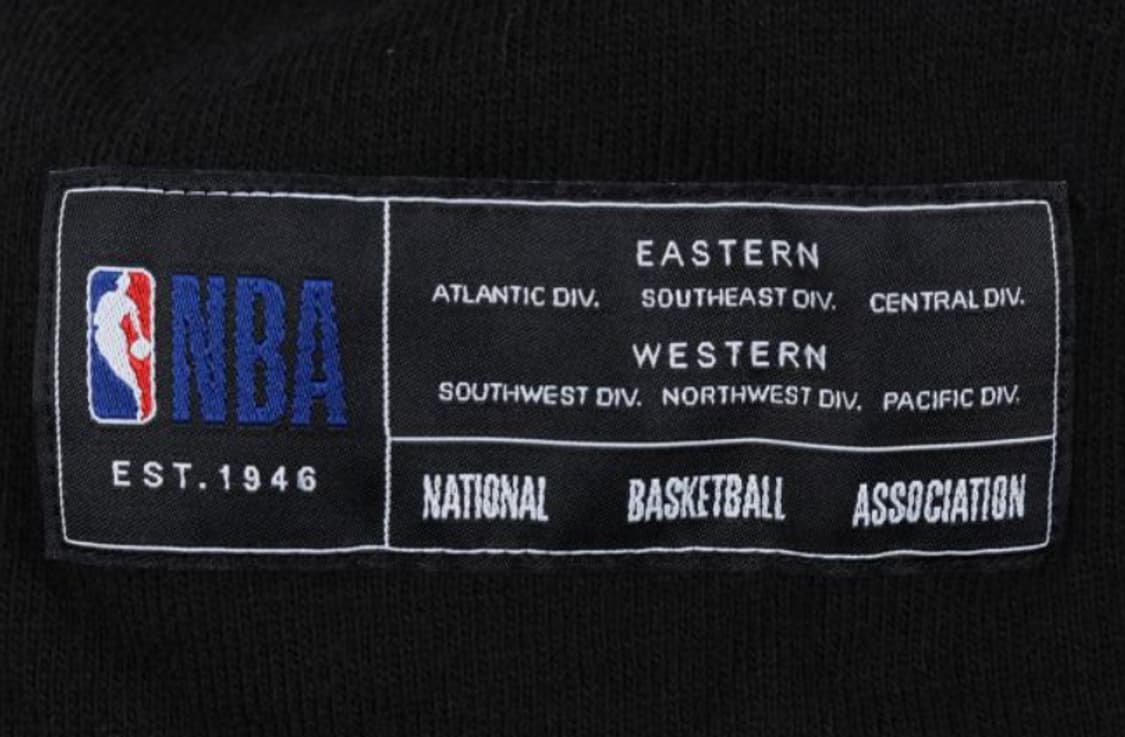 NBA
EST.1946
EASTERN
ATLANTIC DIV. SOUTHEAST DIV. CENTRAL DIV.
WESTERN
SOUTHWEST DIV. NORTHWEST DIV. PACIFIC DIV.
NATIONAL BASKETBALL ASSOCIATION